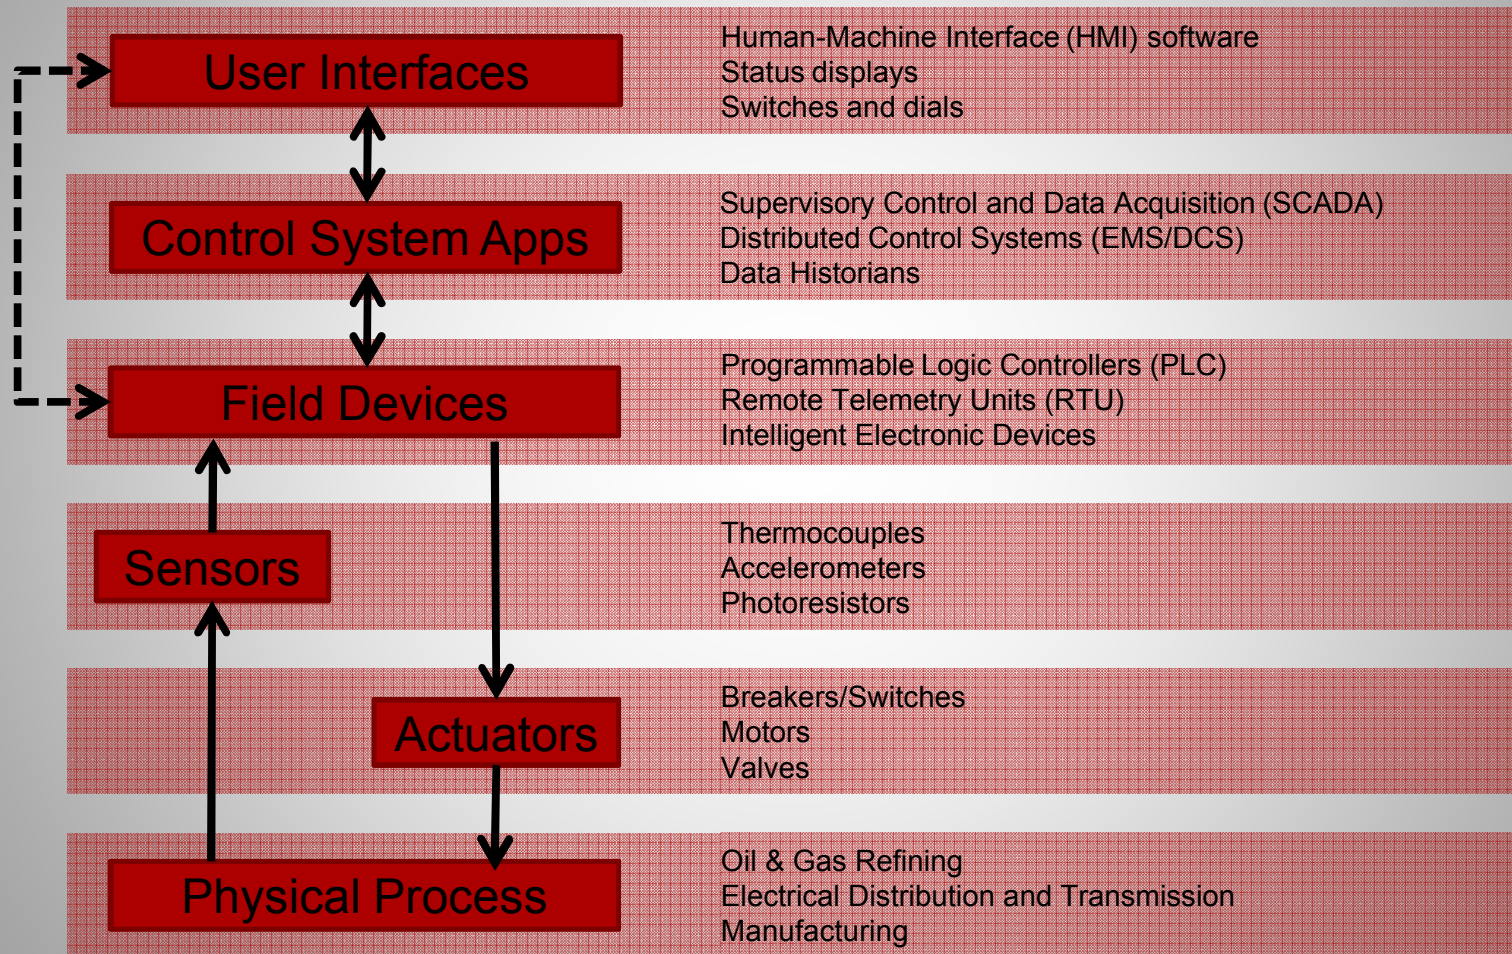 User Interfaces
Human-Machine Interface (HMI) software
Status displays
Switches and dials
Control System Apps
Supervisory Control and Data Acquisition (SCADA)
Distributed Control Systems (EMS/DCS)
Data Historians
Field Devices
Programmable Logic Controllers (PLC)
Remote Telemetry Units (RTU)
Intelligent Electronic Devices
Sensors
Thermocouples
Accelerometers
Photoresistors
Actuators
Breakers/Switches
Motors
Valves
Physical Process
Oil & Gas Refining
Electrical Distribution and Transmission
Manufacturing